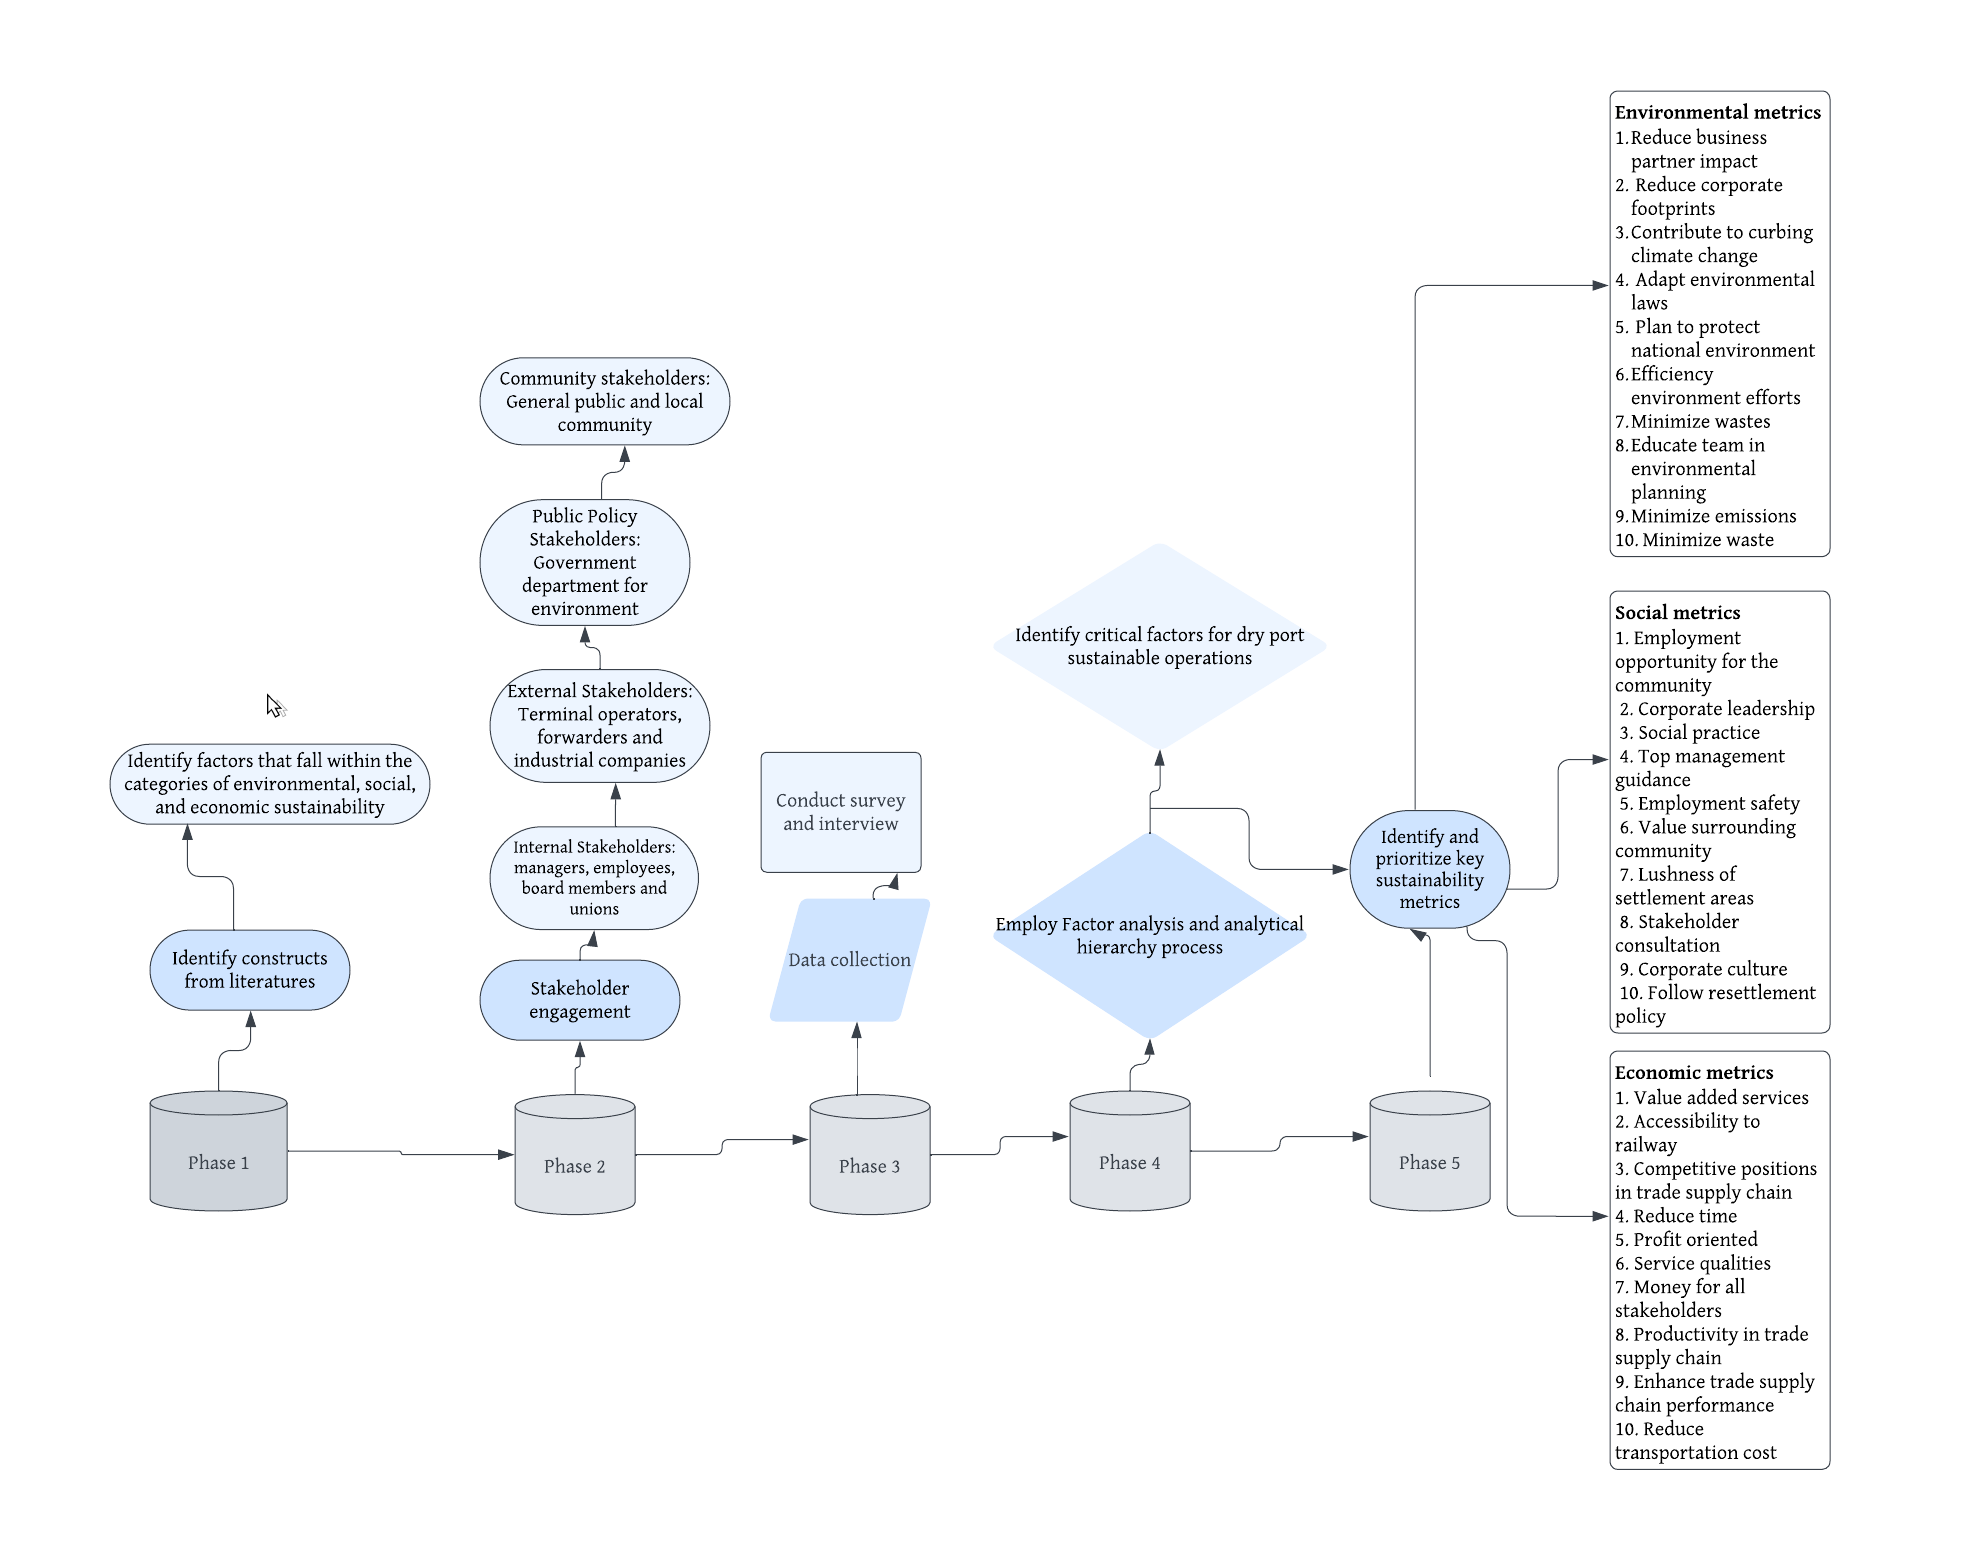 Environmental metrics
1.Reduce business
partner impact
2. Reduce corporate
footprints
3.Contribute to curbing
climate change
4. Adapt environmental
laws
5. Plan to protect
national environment
6.Efficiency
environment efforts
7.Minimize wastes
8.Educate team in
environmental
planning
9.Minimize emissions
10. Minimize waste
Community stakeholders:
General public and local
community
Public Policy
Stakeholders:
Government
department for
environment
External Stakeholders:
Terminal operators,
forwarders and
industrial companies
Internal Stakeholders:
managers, employees,
board members and
unions
Stakeholder
engagement
Identify factors that fall within the
categories of environmental, social,
and economic sustainability
Identify constructs
from literatures
Conduct survey
and interview
Data collection
Identify critical factors for dry port
sustainable operations
Employ Factor analysis and analytical
hierarchy process
Identify and
prioritize key
sustainability
metrics
Social metrics
1. Employment
opportunity for the
community
2. Corporate leadership
3. Social practice
4. Top management
guidance
5. Employment safety
6. Value surrounding
community
7. Lushness of
settlement areas
8. Stakeholder
consultation
9. Corporate culture
10. Follow resettlement
policy
Phase 1
Phase 2
Phase 3
Phase 4
Phase 5
Economic metrics
1. Value added services
2. Accessibility to
railway
3. Competitive positions
in trade supply chain
4. Reduce time
5. Profit oriented
6. Service qualities
7. Money for all
stakeholders
8. Productivity in trade
supply chain
9. Enhance trade supply
chain performance
10. Reduce
transportation cost